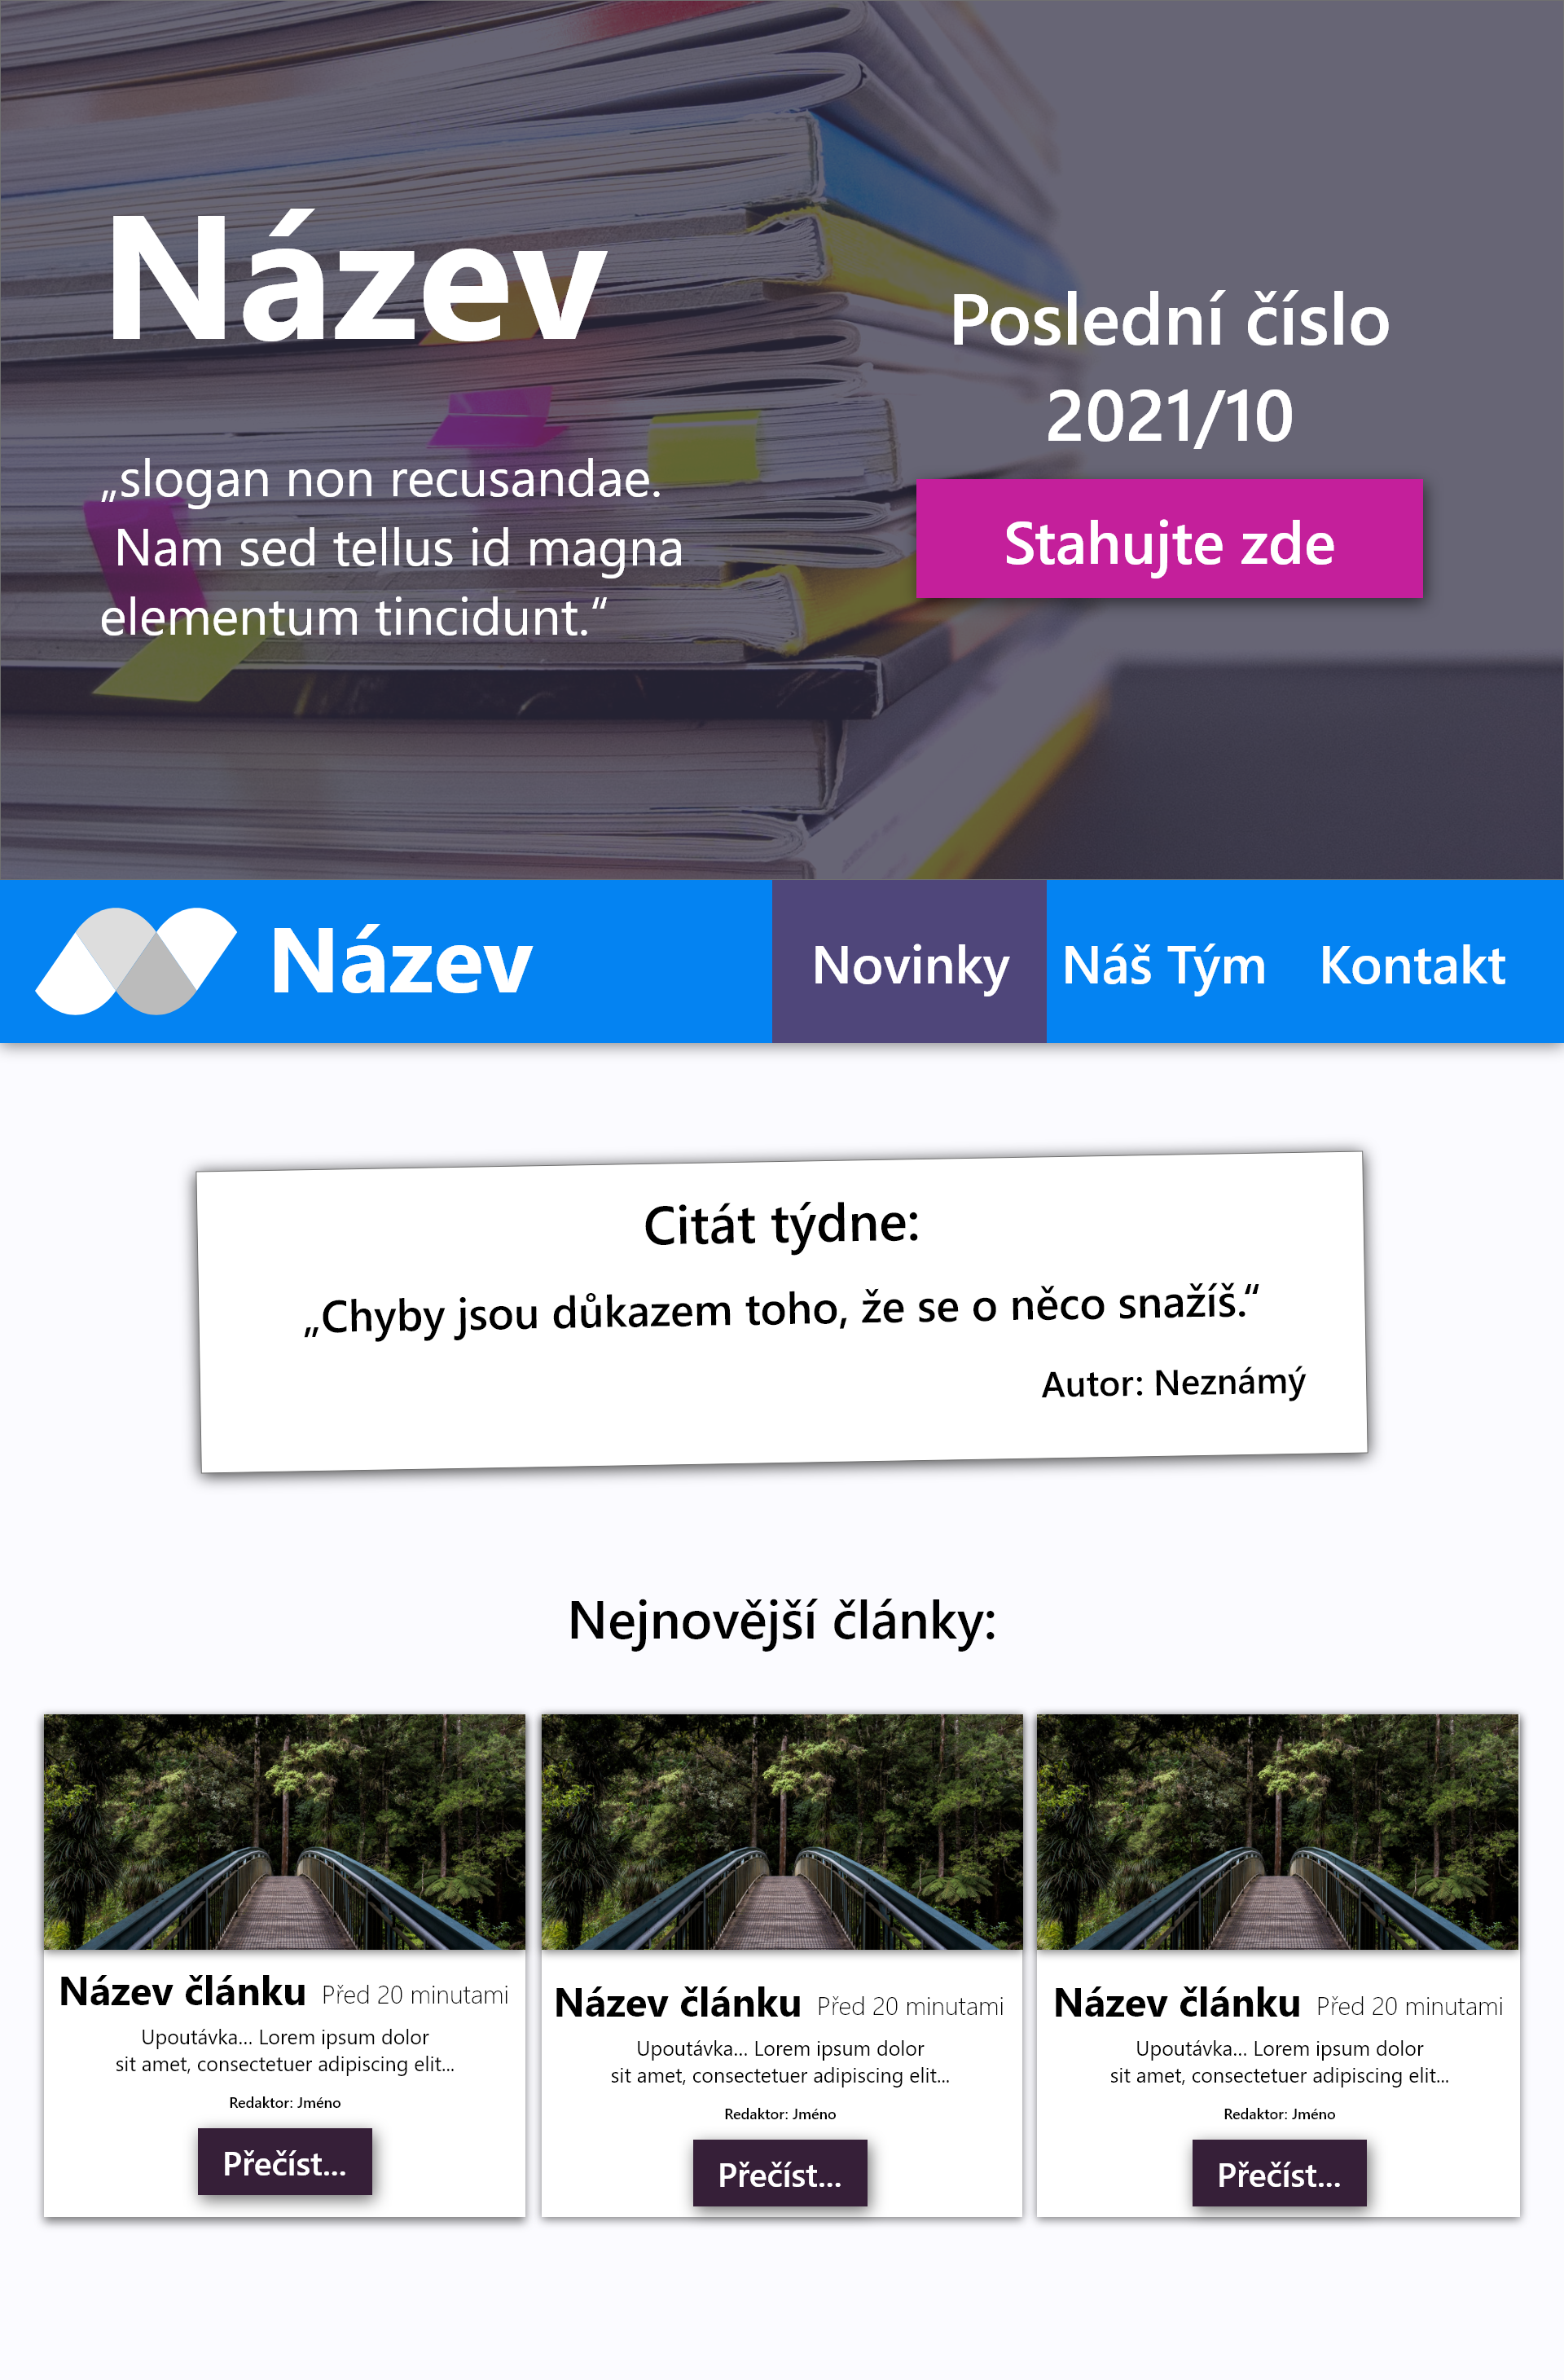 Název
„slogan non recusandae.
Nam sed tellus id magna
elementum tincidunt.“
Poslední číslo
2021/10
Stahujte zde
Název
Novinky
Náš Tým
Kontakt
Citát týdne:
„Chyby jsou důkazem toho, že se o něco snažíš.“
Autor: Neznámý
Nejnovější články:
Název článku Před 20 minutami
Upoutávka... Lorem ipsum dolor
sit amet, consectetuer adipiscing elit...
Redaktor: Jméno
Přečíst...
Název článku Před 20 minutami
Upoutávka... Lorem ipsum dolor
sit amet, consectetuer adipiscing elit...
Redaktor: Jméno
Přečíst...
Název článku Před 20 minutami
Upoutávka... Lorem ipsum dolor
sit amet, consectetuer adipiscing elit...
Redaktor: Jméno
Přečíst...